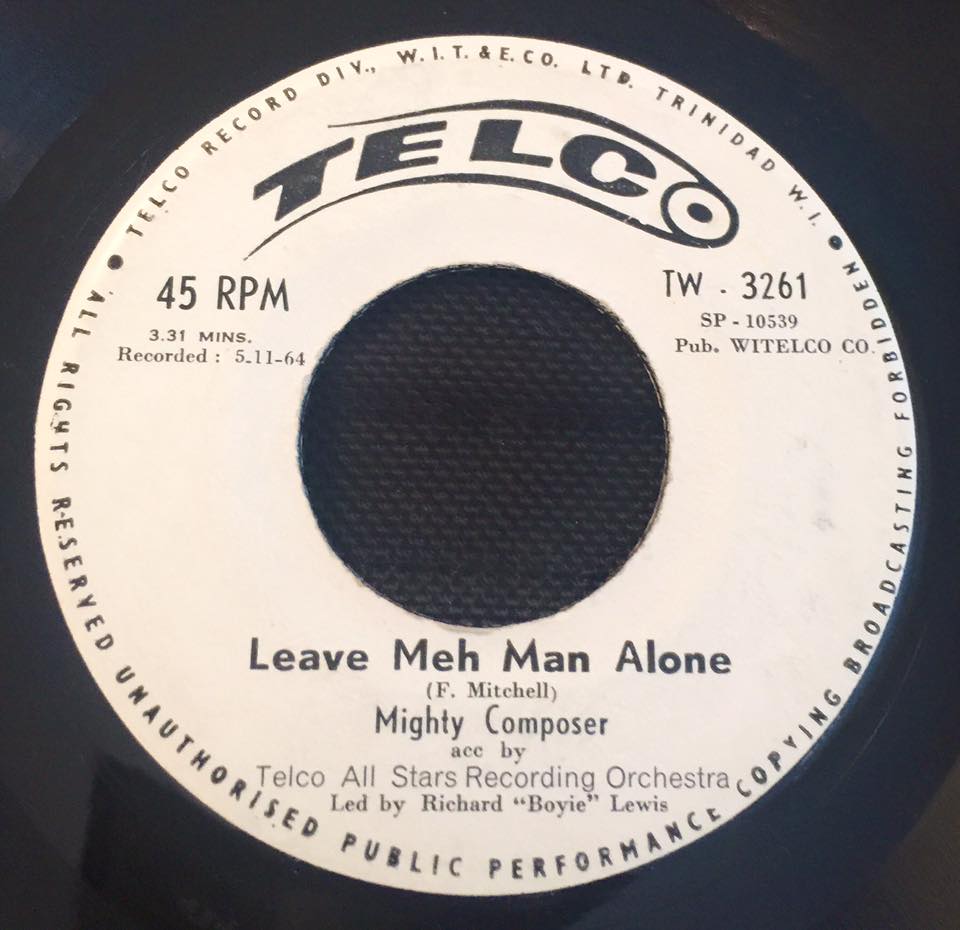 TELCO RECORD DIV., W.I.T. & E. CO. LTD. TRINIDAD W.I.
TELCO
45 RPM
3.31 MINS.
Recorded : 5-11-64
TW . 3261
SP - 10539
Pub. WITELCO CO.
Leave Meh Man Alone
(F. Mitchell)
Mighty Composer
acc by
Telco All Stars Recording Orchestra
Led by Richard “Boyie” Lewis
ALL RIGHTS RESERVED UNAUTHORISED PUBLIC PERFORMANCE COPYING BROADCASTING FORBIDDEN